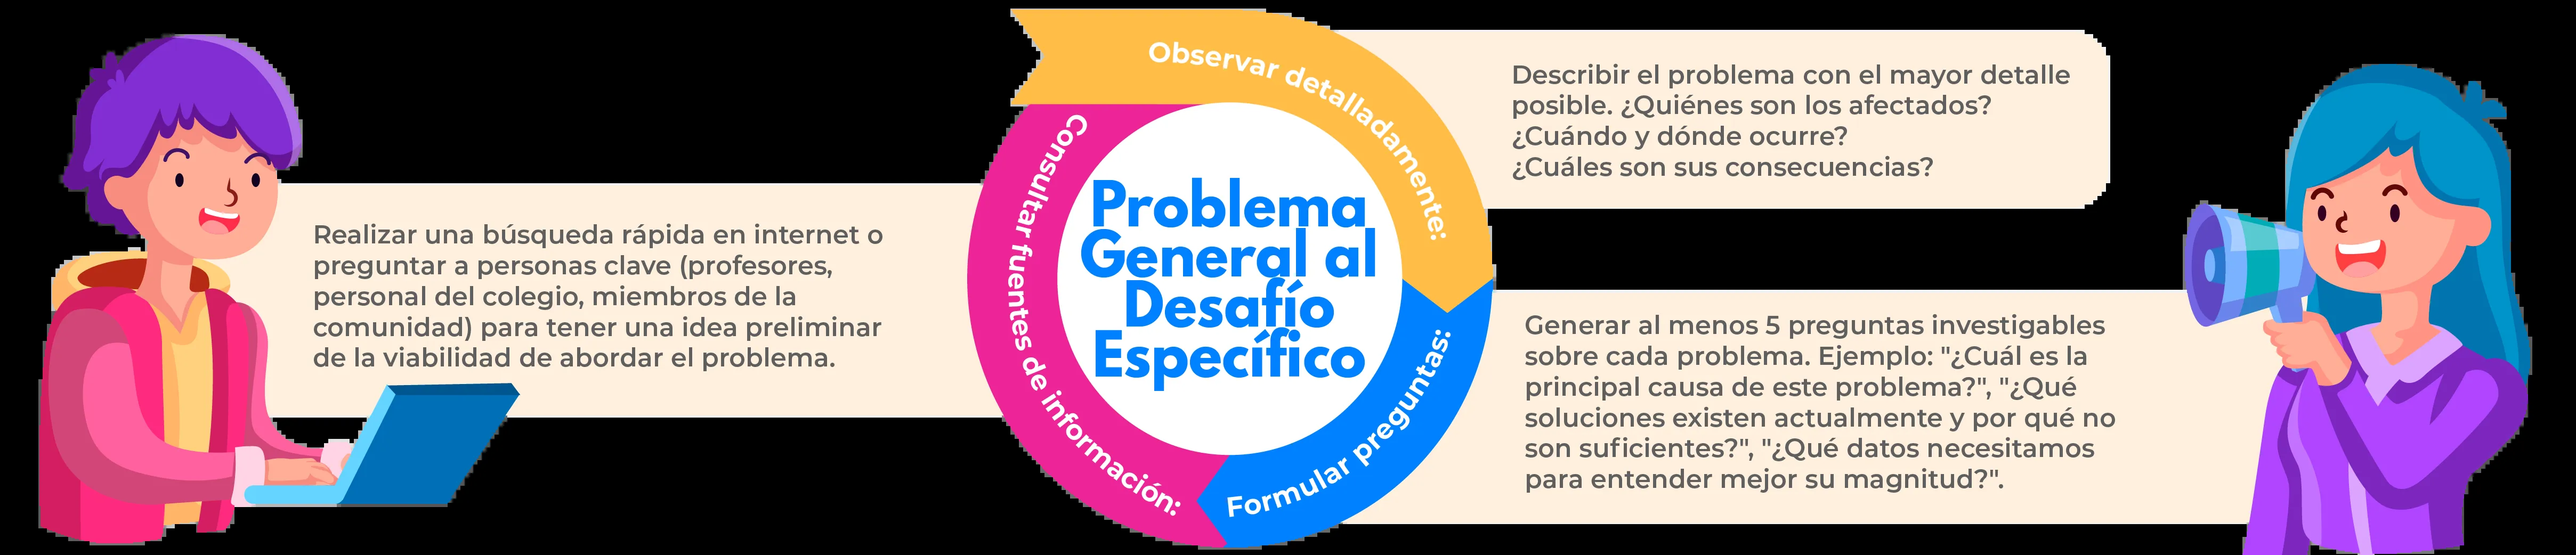 Problema
General al
Desafío
Específico
Observar detalladamente:
Describir el problema con el mayor detalle
posible. ¿Quiénes son los afectados?
¿Cuándo y dónde ocurre?
¿Cuáles son sus consecuencias?
Formular preguntas:
Generar al menos 5 preguntas investigables
sobre cada problema. Ejemplo: "¿Cuál es la
principal causa de este problema?", "¿Qué
soluciones existen actualmente y por qué no
son suficientes?", "¿Qué datos necesitamos
para entender mejor su magnitud?".
Consultar fuentes de información:
Realizar una búsqueda rápida en internet o
preguntar a personas clave (profesores,
personal del colegio, miembros de la
comunidad) para tener una idea preliminar
de la viabilidad de abordar el problema.